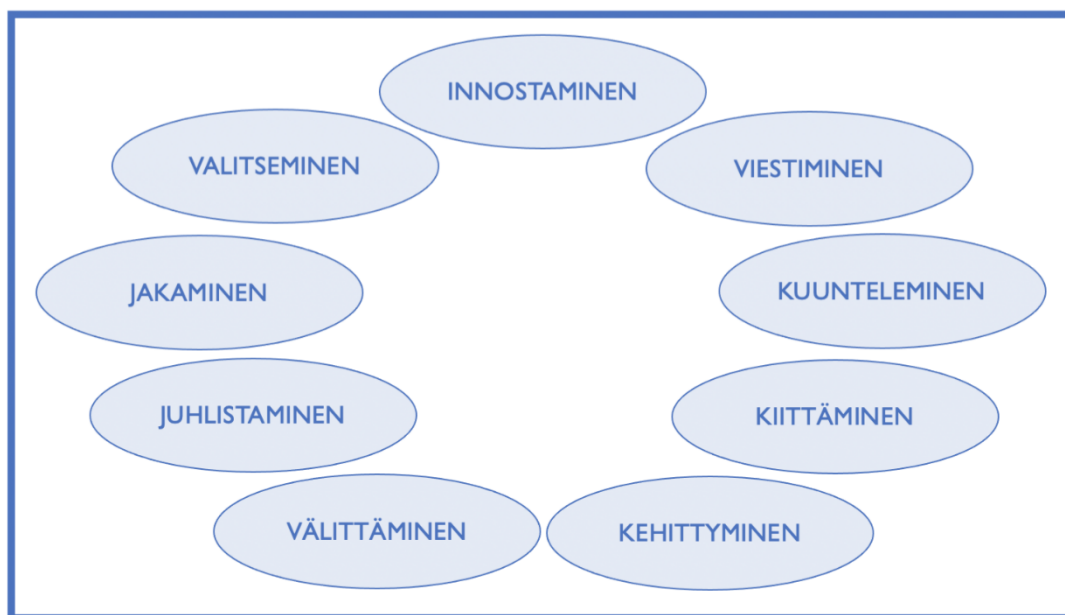 INNOSTAMINEN
VALITSEMINEN
VIESTIMINEN
JAKAMINEN
KUUNTELEMINEN
JUHLISTAMINEN
KIITTÄMINEN
VÄLITTÄMINEN
KEHITTYMINEN